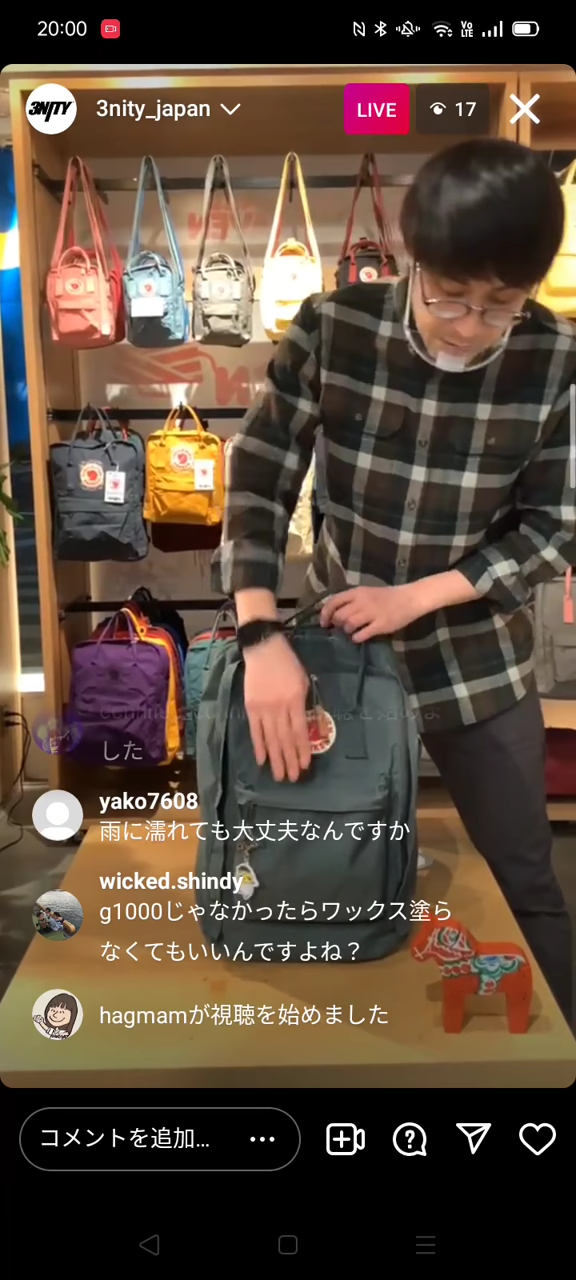 20:00
Vo
LTE
3NITY
3nity_japan
LIVE
17
した
yako7608
雨に濡れても大丈夫なんですか
wicked.shindy
g1000じゃなかったらワックス塗ら
なくてもいいんですよね？
hagmamが視聴を始めました
コメントを追加...